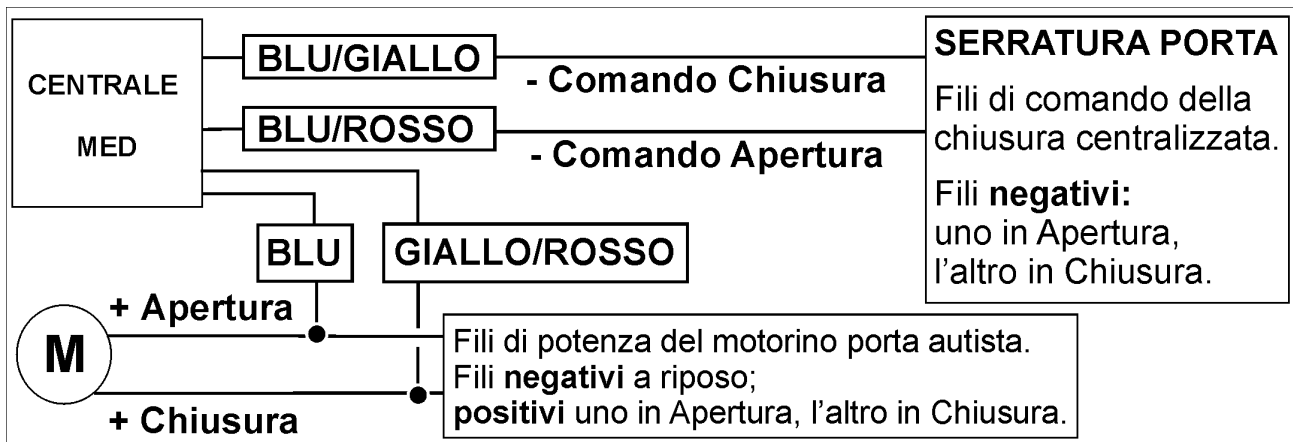 CENTRALE
MED
BLU/GIALLO
- Comando Chiusura
BLU/ROSSO
- Comando Apertura
SERRATURA PORTA
Fili di comando della
chiusura centralizzata.
Fili negativi:
uno in Apertura,
l'altro in Chiusura.
BLU
GIALLO/ROSSO
+ Apertura
M
+ Chiusura
Fili di potenza del motorino porta autista.
Fili negativi a riposo;
positivi uno in Apertura, l'altro in Chiusura.